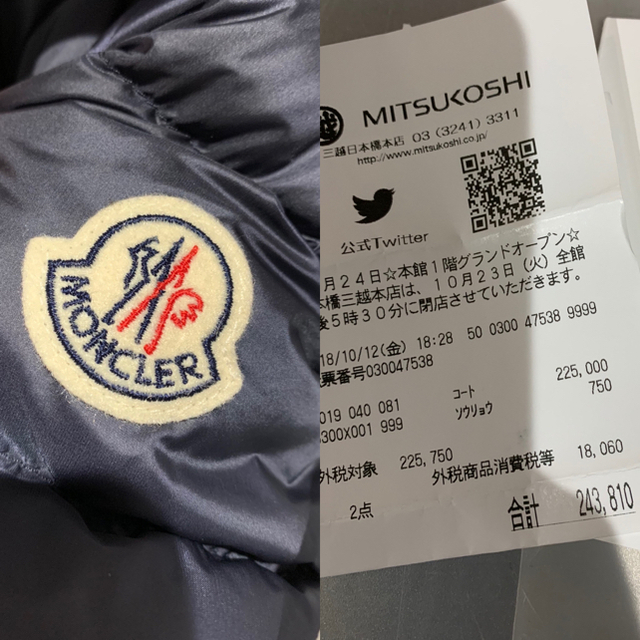 MONCLER
MITSUKOSHI
三越日本橋本店 03 (3241) 3311
http://www.mitsukoshi.co.jp/
公式Twitter
月24日☆本館1階グランドオープン☆
橋三越本店は、10月23日(火)全館
後5時30分に閉店させていただきます。
18/10/12(金) 18:28 50 0300 47538 9999
票番号030047538
019 040 081 コート 225,000
300X001 999 ソウリョウ 750
外税対象 225,750 外税商品消費税等 18,060
2点 合計 243,810